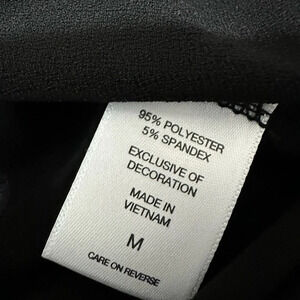 95% POLYESTER
5% SPANDEX
EXCLUSIVE OF
DECORATION
MADE IN
VIETNAM
M
CARE ON REVERSE